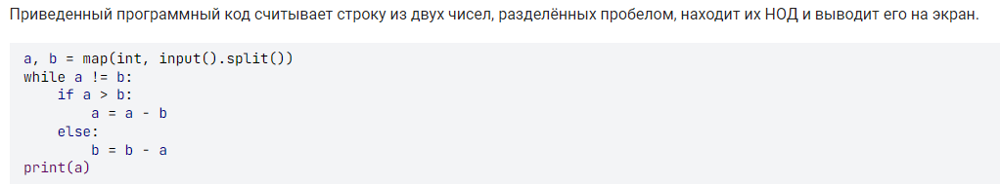 Приведенный программный код считывает строку из двух чисел, разделённых пробелом, находит их НОД и выводит его на экран.
a, b = map(int, input().split())
while a != b:
    if a > b:
        a = a - b
    else:
        b = b - a
print(a)